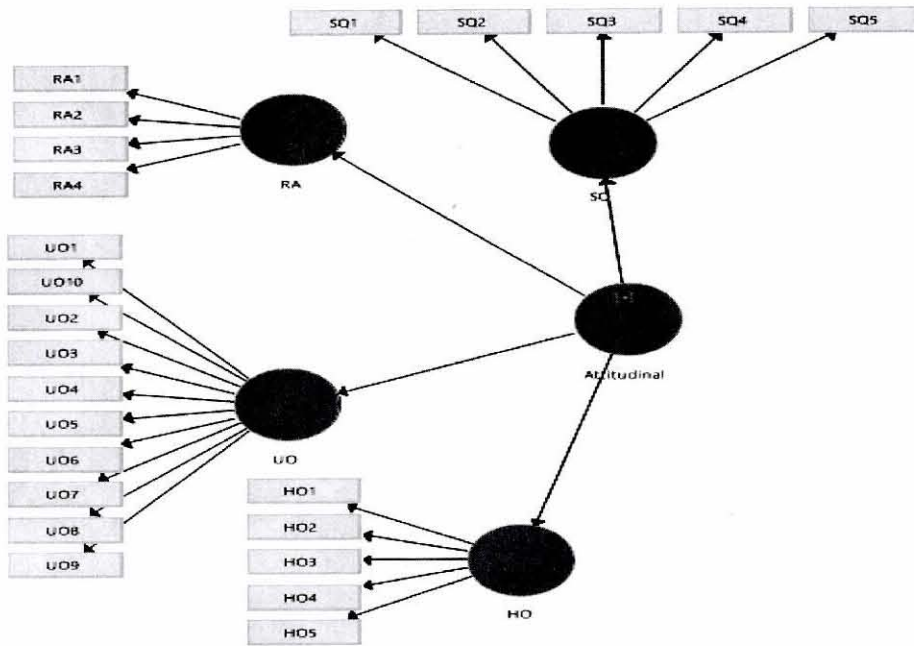 SQ1 SQ2 SQ3 SQ4 SQ5
RA1
RA2
RA3
RA4
RA
SQ
UO1
UO10
UO2
UO3
UO4
UO5
UO6
UO7
UO8
UO9
UO
Attitudinal
HO1
HO2
HO3
HO4
HO5
HO